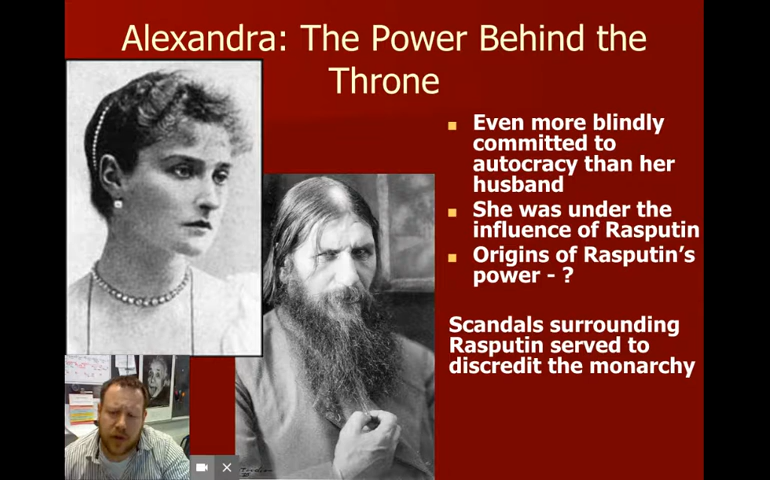 Alexandra: The Power Behind the
Throne
■ Even more blindly
committed to
autocracy than her
husband
■ She was under the
influence of Rasputin
■ Origins of Rasputin’s
power - ?
Scandals surrounding
Rasputin served to
discredit the monarchy